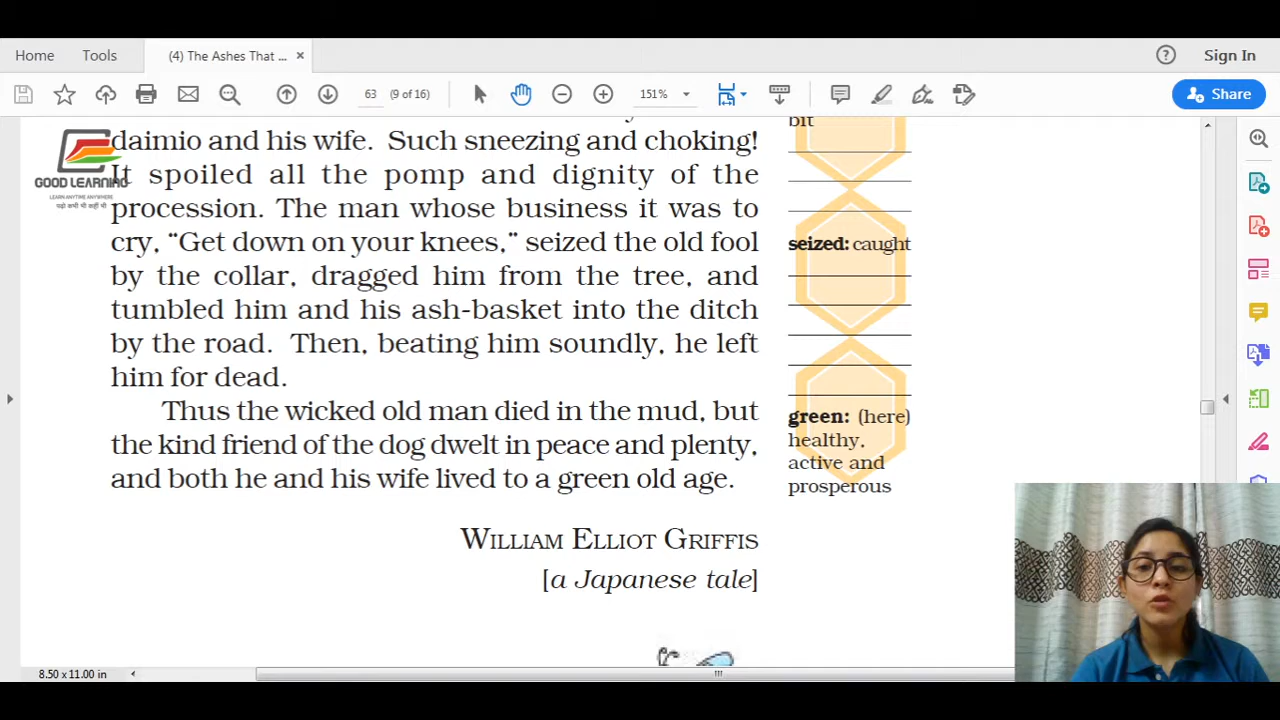 Home
Tools
(4) The Ashes That ...
Sign In
63
(9 of 16)
151%
Share
daimio and his wife. Such sneezing and choking!
It spoiled all the pomp and dignity of the
procession. The man whose business it was to
cry, “Get down on your knees,” seized the old fool
by the collar, dragged him from the tree, and
tumbled him and his ash-basket into the ditch
by the road. Then, beating him soundly, he left
him for dead.
Thus the wicked old man died in the mud, but
the kind friend of the dog dwelt in peace and plenty,
and both he and his wife lived to a green old age.
WILLIAM ELLIOT GRIFFIS
[a Japanese tale]
bit
seized: caught
green: (here)
healthy,
active and
prosperous
GOOD LEARNING
LEARN ANYTIME ANYWHERE
पढ़ो कभी भी कहीं भी
8.50 x 11.00 in